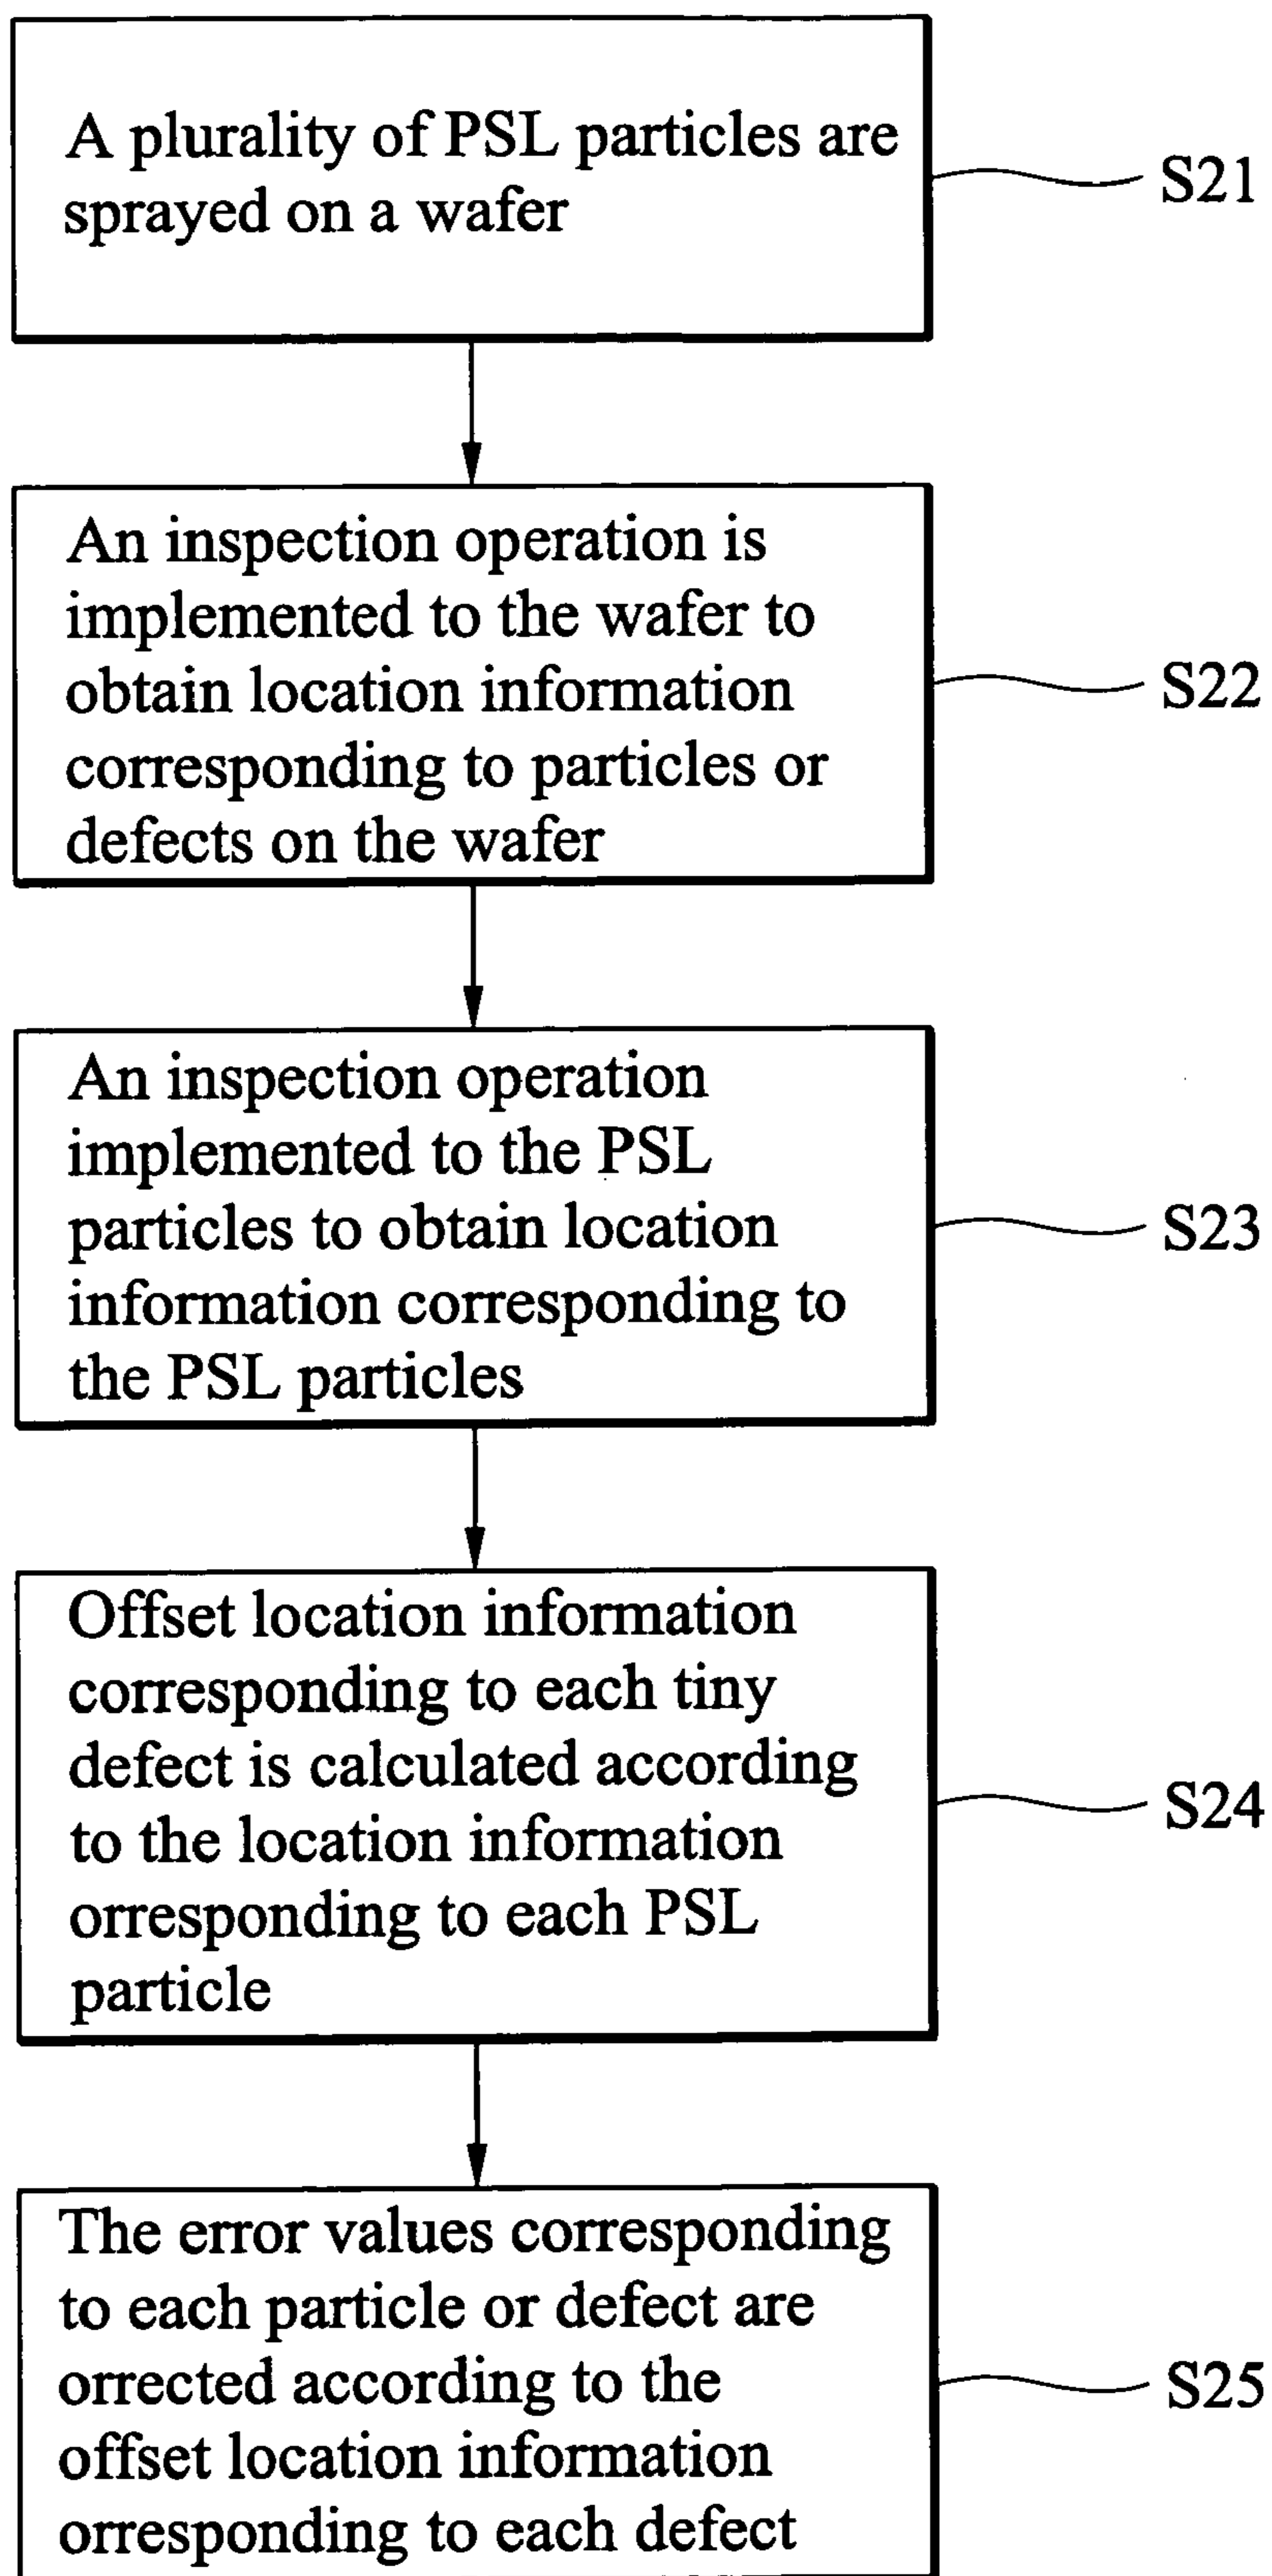 A plurality of PSL particles are
sprayed on a wafer
S21
An inspection operation is
implemented to the wafer to
obtain location information
corresponding to particles or
defects on the wafer
S22
An inspection operation
implemented to the PSL
particles to obtain location
information corresponding to
the PSL particles
S23
Offset location information
corresponding to each tiny
defect is calculated according
to the location information
orresponding to each PSL
particle
S24
The error values corresponding
to each particle or defect are
orrected according to the
offset location information
orresponding to each defect
S25